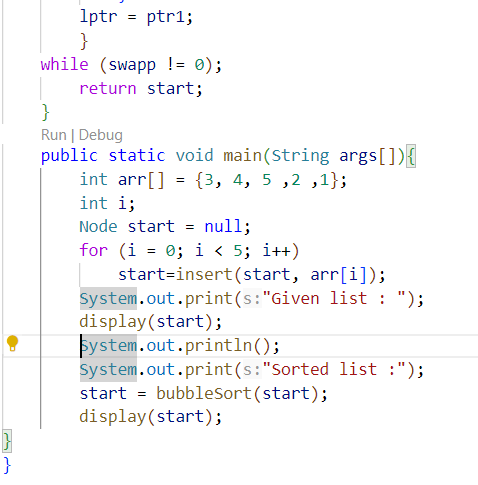 lptr = ptr1;
}
while (swapp != 0);
return start;
}
Run | Debug
public static void main(String args[]){
int arr[] = {3, 4, 5 ,2 ,1};
int i;
Node start = null;
for (i = 0; i < 5; i++)
start=insert(start, arr[i]);
System.out.print(s:"Given list : ");
display(start);
System.out.println();
System.out.print(s:"Sorted list :");
start = bubbleSort(start);
display(start);
}
}